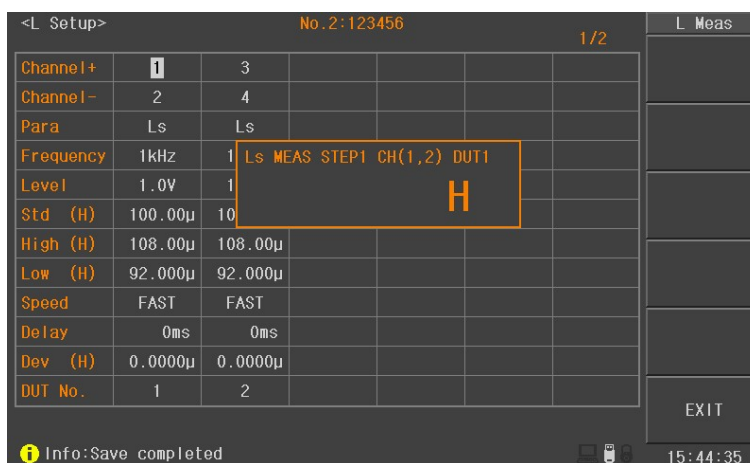 <L Setup> No.2:123456 1/2 L Meas
Channel+ 1 3
Channel- 2 4
Para Ls Ls
Frequency 1kHz 1
Level 1.0V 1
Std (H) 100.00μ 10
High (H) 108.00μ 108.00μ
Low (H) 92.000μ 92.000μ
Speed FAST FAST
Delay 0ms 0ms
Dev (H) 0.0000μ 0.0000μ
DUT No. 1 2
Ls MEAS STEP1 CH(1,2) DUT1
H
EXIT
i Info:Save completed 15:44:35